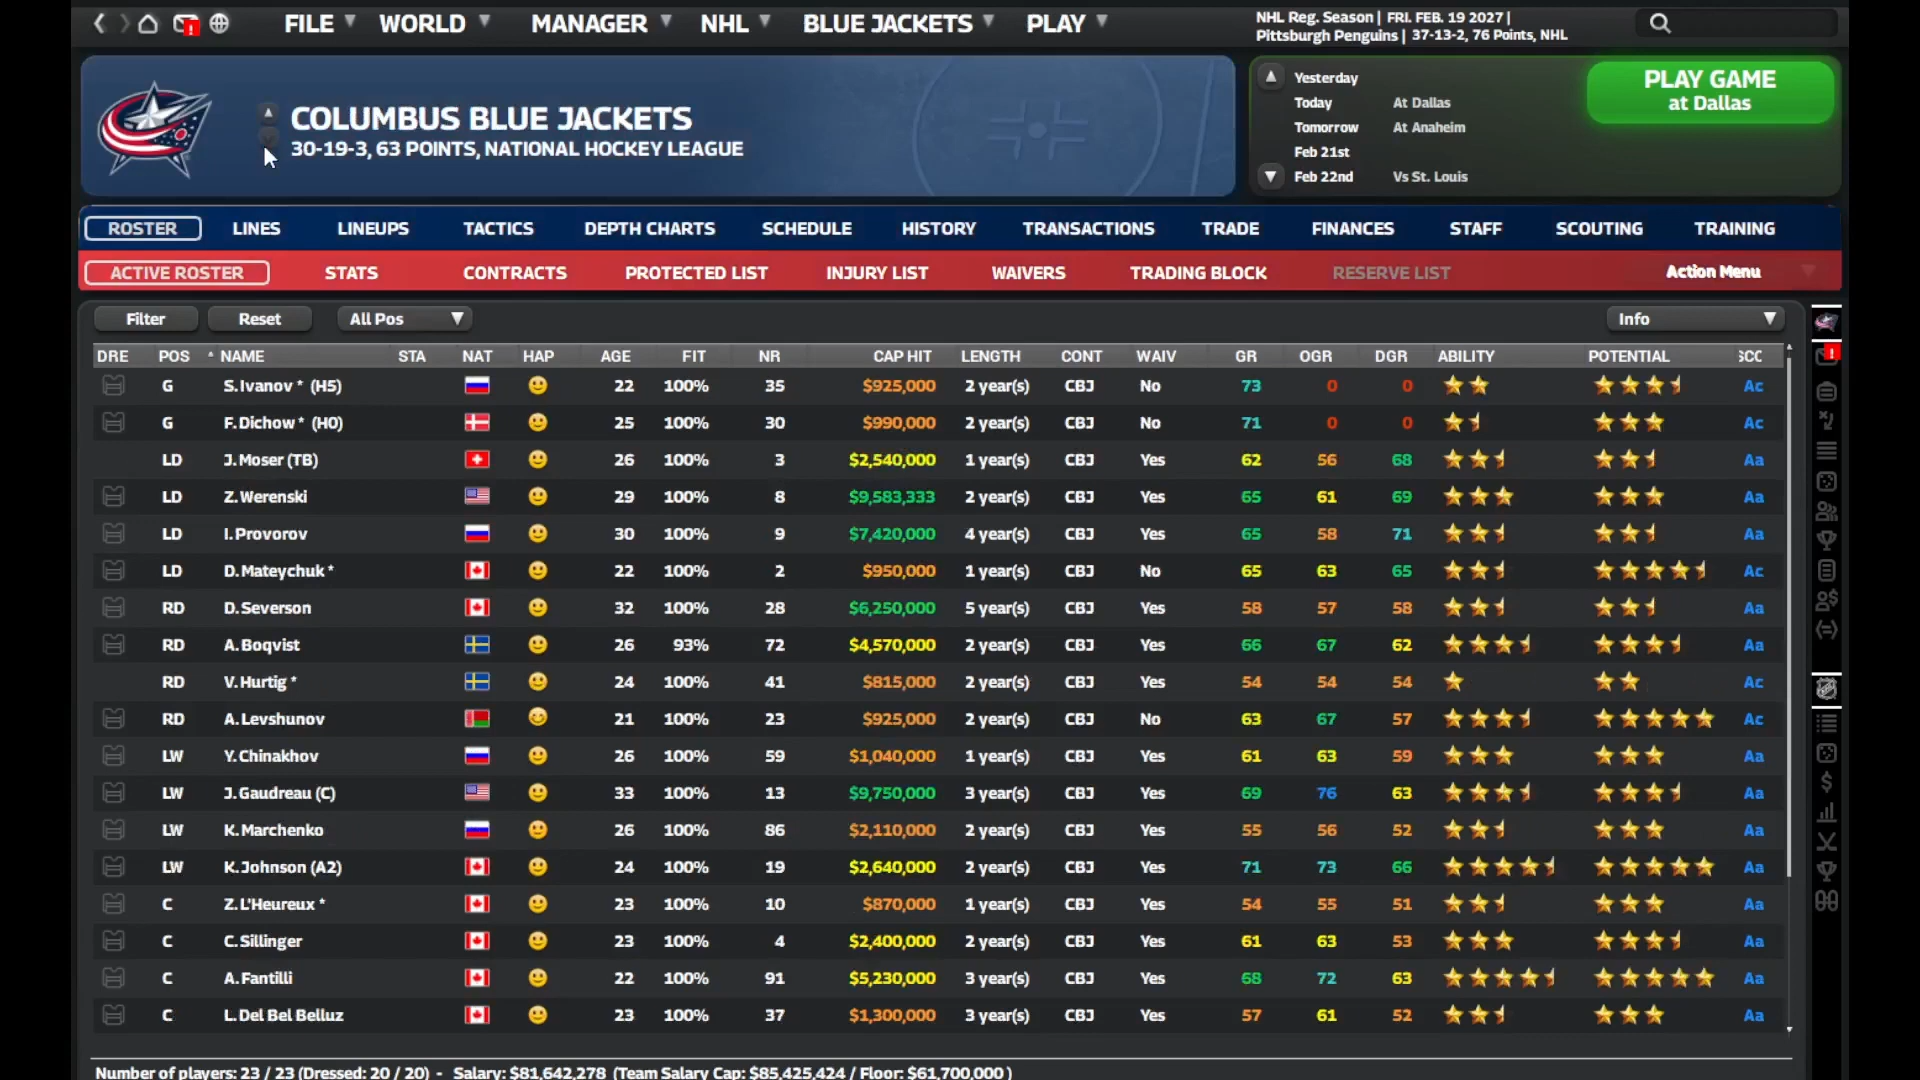 FILE WORLD MANAGER NHL BLUE JACKETS PLAY
NHL Reg. Season | FRI. FEB. 19 2027 |
Pittsburgh Penguins | 37-13-2, 76 Points, NHL
COLUMBUS BLUE JACKETS
30-19-3, 63 POINTS, NATIONAL HOCKEY LEAGUE
Yesterday
Today At Dallas
Tomorrow At Anaheim
Feb 21st
Feb 22nd Vs St. Louis
PLAY GAME
at Dallas
ROSTER LINES LINEUPS TACTICS DEPTH CHARTS SCHEDULE HISTORY TRANSACTIONS TRADE FINANCES STAFF SCOUTING TRAINING
ACTIVE ROSTER STATS CONTRACTS PROTECTED LIST INJURY LIST WAIVERS TRADING BLOCK RESERVE LIST Action Menu
Filter Reset All Pos Info
DRE POS NAME STA NAT HAP AGE FIT NR CAP HIT LENGTH CONT WAIV GR OGR DGR ABILITY POTENTIAL SCC
G S. Ivanov * (H5) 22 100% 35 $925,000 2 year(s) CBJ No 73 0 0 Ac
G F. Dichow * (H0) 25 100% 30 $990,000 2 year(s) CBJ No 71 0 0 Ac
LD J. Moser (TB) 26 100% 3 $2,540,000 1 year(s) CBJ Yes 62 56 68 Aa
LD Z. Werenski 29 100% 8 $9,583,333 2 year(s) CBJ Yes 65 61 69 Aa
LD I. Provorov 30 100% 9 $7,420,000 4 year(s) CBJ Yes 65 58 71 Aa
LD D. Mateychuk * 22 100% 2 $950,000 1 year(s) CBJ No 65 63 65 Ac
RD D. Severson 32 100% 28 $6,250,000 5 year(s) CBJ Yes 58 57 58 Aa
RD A. Boqvist 26 93% 72 $4,570,000 2 year(s) CBJ Yes 66 67 62 Aa
RD V. Hurtig * 24 100% 41 $815,000 2 year(s) CBJ Yes 54 54 54 Ac
RD A. Levshunov 21 100% 23 $925,000 2 year(s) CBJ No 63 67 57 Ac
LW Y. Chinakhov 26 100% 59 $1,040,000 1 year(s) CBJ Yes 61 63 59 Aa
LW J. Gaudreau (C) 33 100% 13 $9,750,000 3 year(s) CBJ Yes 69 76 63 Aa
LW K. Marchenko 26 100% 86 $2,110,000 2 year(s) CBJ Yes 55 56 52 Aa
LW K. Johnson (A2) 24 100% 19 $2,640,000 2 year(s) CBJ Yes 71 73 66 Aa
C Z. L'Heureux * 23 100% 10 $870,000 1 year(s) CBJ Yes 54 55 51 Aa
C C. Sillinger 23 100% 4 $2,400,000 2 year(s) CBJ Yes 61 63 53 Aa
C A. Fantilli 22 100% 91 $5,230,000 3 year(s) CBJ Yes 68 72 63 Aa
C L. Del Bel Belluz 23 100% 37 $1,300,000 3 year(s) CBJ Yes 57 61 52 Aa
Number of players: 23 / 23 (Dressed: 20 / 20) - Salary: $81,642,278 (Team Salary Cap: $85,425,424 / Floor: $61,700,000 )